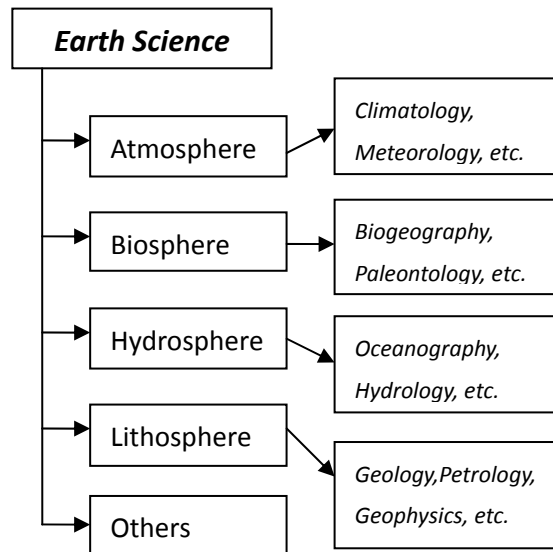 Earth Science
Atmosphere
Climatology,
Meteorology, etc.
Biosphere
Biogeography,
Paleontology, etc.
Hydrosphere
Oceanography,
Hydrology, etc.
Lithosphere
Geology,Petrology,
Geophysics, etc.
Others